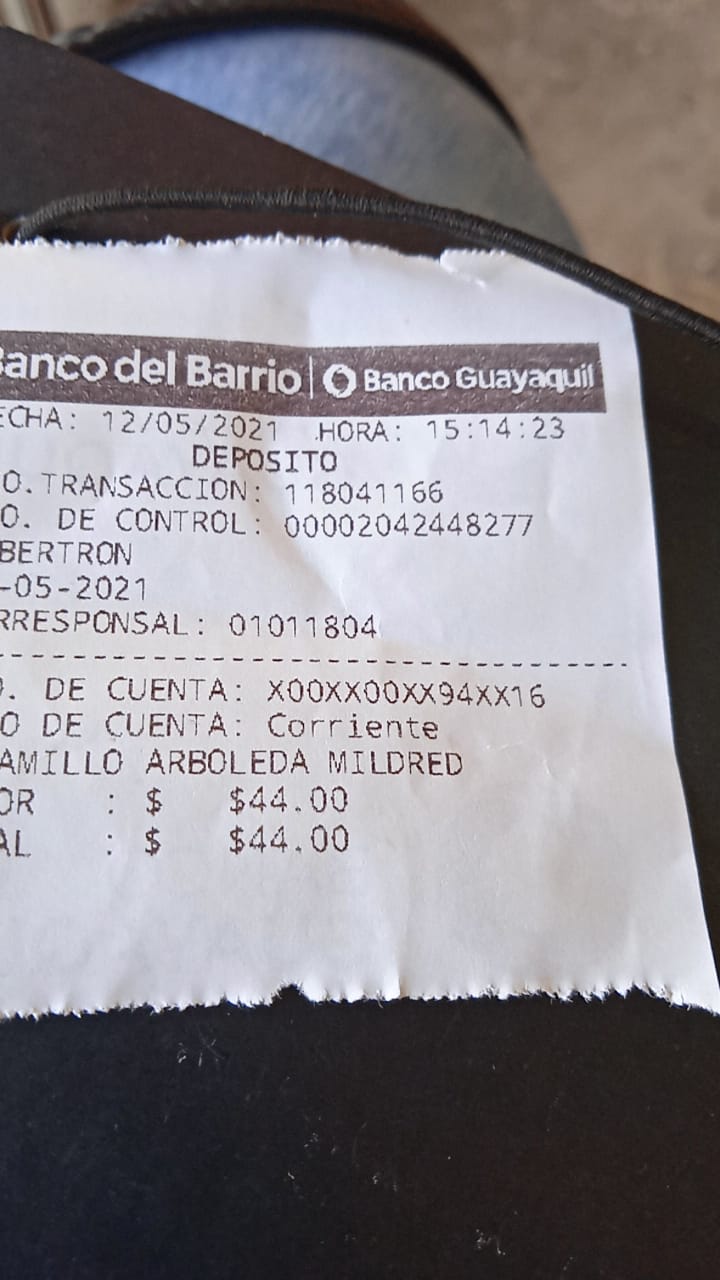 Banco del Barrio | Banco Guayaquil
ECHA: 12/05/2021 .HORA: 15:14:23
DEPOSITO
O.TRANSACCION: 118041166
O. DE CONTROL: 00002042448277
BERTRON
-05-2021
RRESPONSAL: 01011804
--------------------------------------------
O. DE CUENTA: X00XX00XX94XX16
O DE CUENTA: Corriente
AMILLO ARBOLEDA MILDRED
OR : $ $44.00
AL : $ $44.00